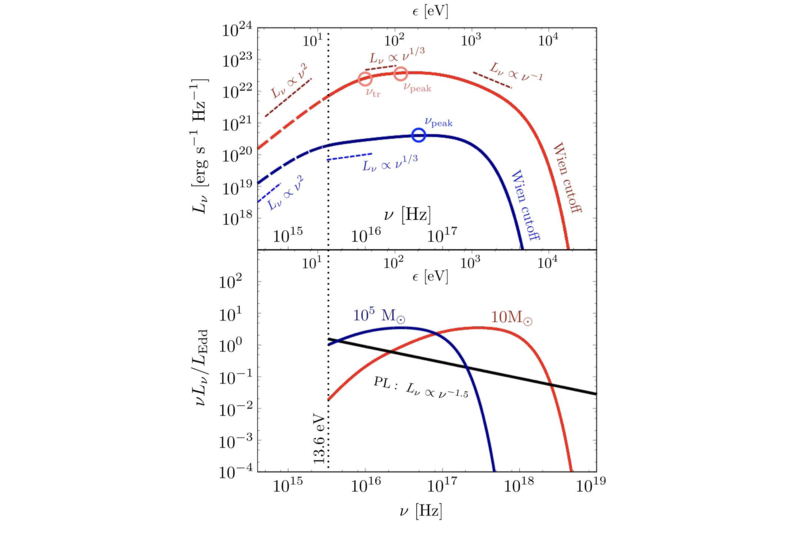 ϵ [eV]
10^24
10^23
10^22
10^21
10^20
10^19
10^18
10^1
10^2
10^3
10^4
L_ν [erg s^−1 Hz^−1]
L_ν ∝ ν^2
L_ν ∝ ν^1/3
L_ν ∝ ν^−1
ν_tr
ν_peak
ν_peak
L_ν ∝ ν^2
L_ν ∝ ν^1/3
Wien cutoff
Wien cutoff
ν [Hz]
10^15
10^16
10^17
10^1
10^2
10^3
10^4
ϵ [eV]
10^2
10^1
10^0
10^−1
10^−2
10^−3
10^−4
νL_ν/L_Edd
10^5 M_⊙
10M_⊙
PL : L_ν ∝ ν^−1.5
13.6 eV
10^15
10^16
10^17
10^18
10^19
ν [Hz]